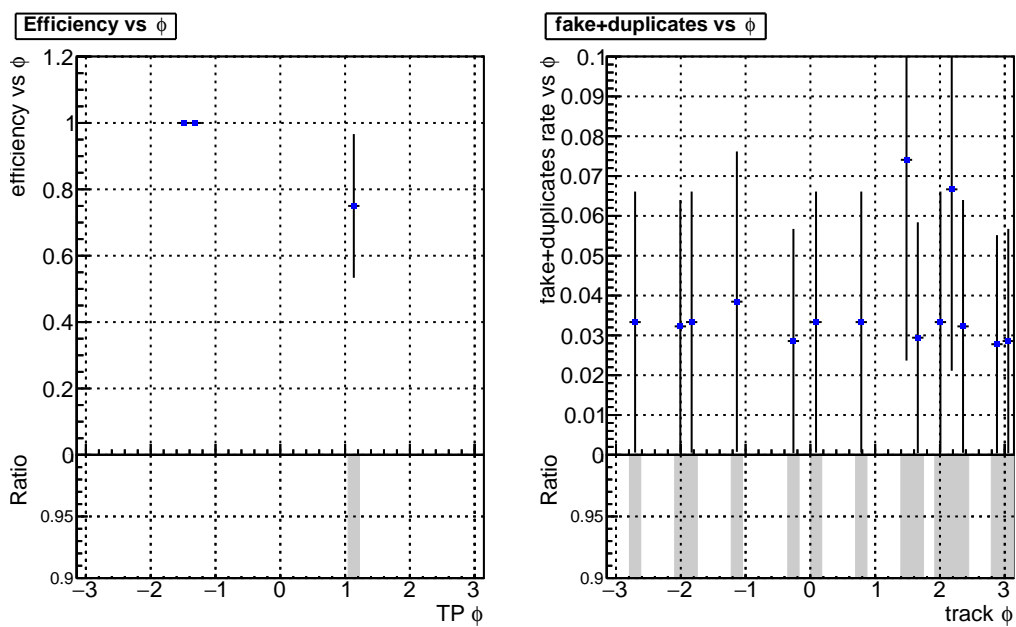 Efficiency vs ϕ
efficiency vs ϕ
1.2
1
0.8
0.6
0.4
0.2
0
Ratio
0.95
0.9
−3 −2 −1 0 1 2 3
TP ϕ
fake+duplicates vs ϕ
fake+duplicates rate vs ϕ
0.1
0.09
0.08
0.07
0.06
0.05
0.04
0.03
0.02
0.01
0
Ratio
0.95
0.9
−3 −2 −1 0 1 2 3
track ϕ